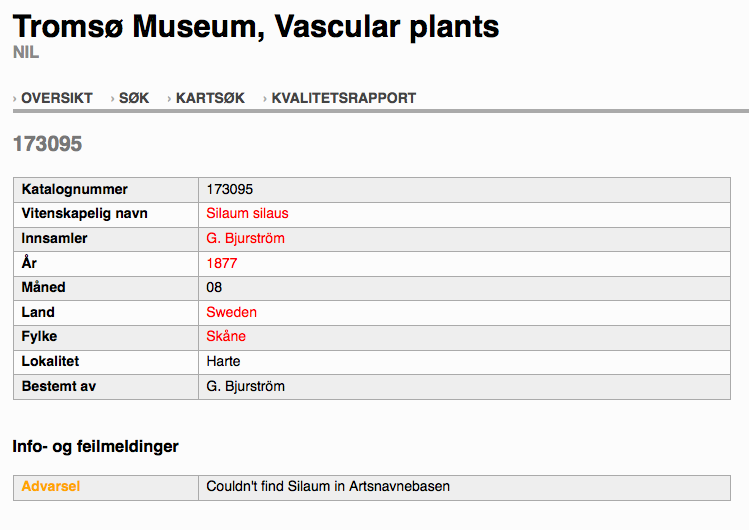 Tromsø Museum, Vascular plants
NIL
› OVERSIKT › SØK › KARTSØK › KVALITETSRAPPORT
173095
Katalognummer 173095
Vitenskapelig navn Silaum silaus
Innsamler G. Bjurström
År 1877
Måned 08
Land Sweden
Fylke Skåne
Lokalitet Harte
Bestemt av G. Bjurström
Info- og feilmeldinger
Advarsel Couldn't find Silaum in Artsnavnebasen